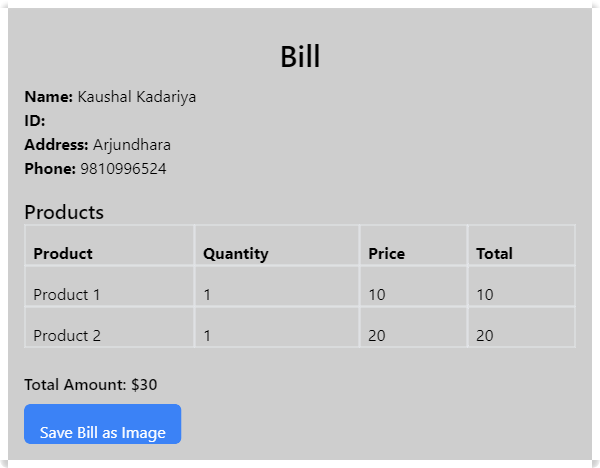 Bill
Name: Kaushal Kadariya
ID:
Address: Arjundhara
Phone: 9810996524
Products
Product Quantity Price Total
Product 1 1 10 10
Product 2 1 20 20
Total Amount: $30
Save Bill as Image